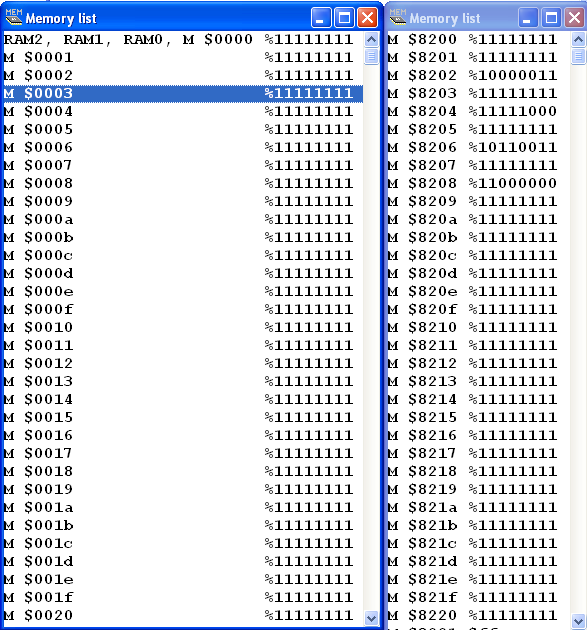 Memory list
RAM2, RAM1, RAM0, M $0000 %11111111
M $0001 %11111111
M $0002 %11111111
M $0003 %11111111
M $0004 %11111111
M $0005 %11111111
M $0006 %11111111
M $0007 %11111111
M $0008 %11111111
M $0009 %11111111
M $000a %11111111
M $000b %11111111
M $000c %11111111
M $000d %11111111
M $000e %11111111
M $000f %11111111
M $0010 %11111111
M $0011 %11111111
M $0012 %11111111
M $0013 %11111111
M $0014 %11111111
M $0015 %11111111
M $0016 %11111111
M $0017 %11111111
M $0018 %11111111
M $0019 %11111111
M $001a %11111111
M $001b %11111111
M $001c %11111111
M $001d %11111111
M $001e %11111111
M $001f %11111111
M $0020 %11111111
Memory list
M $8200 %11111111
M $8201 %11111111
M $8202 %10000011
M $8203 %11111111
M $8204 %11111000
M $8205 %11111111
M $8206 %10110011
M $8207 %11111111
M $8208 %11000000
M $8209 %11111111
M $820a %11111111
M $820b %11111111
M $820c %11111111
M $820d %11111111
M $820e %11111111
M $820f %11111111
M $8210 %11111111
M $8211 %11111111
M $8212 %11111111
M $8213 %11111111
M $8214 %11111111
M $8215 %11111111
M $8216 %11111111
M $8217 %11111111
M $8218 %11111111
M $8219 %11111111
M $821a %11111111
M $821b %11111111
M $821c %11111111
M $821d %11111111
M $821e %11111111
M $821f %11111111
M $8220 %11111111